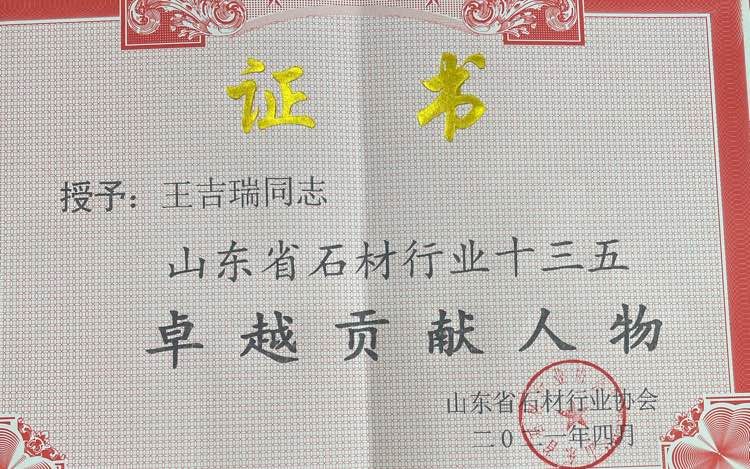 证书
授予：王吉瑞同志
山东省石材行业十三五
卓越贡献人物
山东省石材行业协会
二〇二一年四月